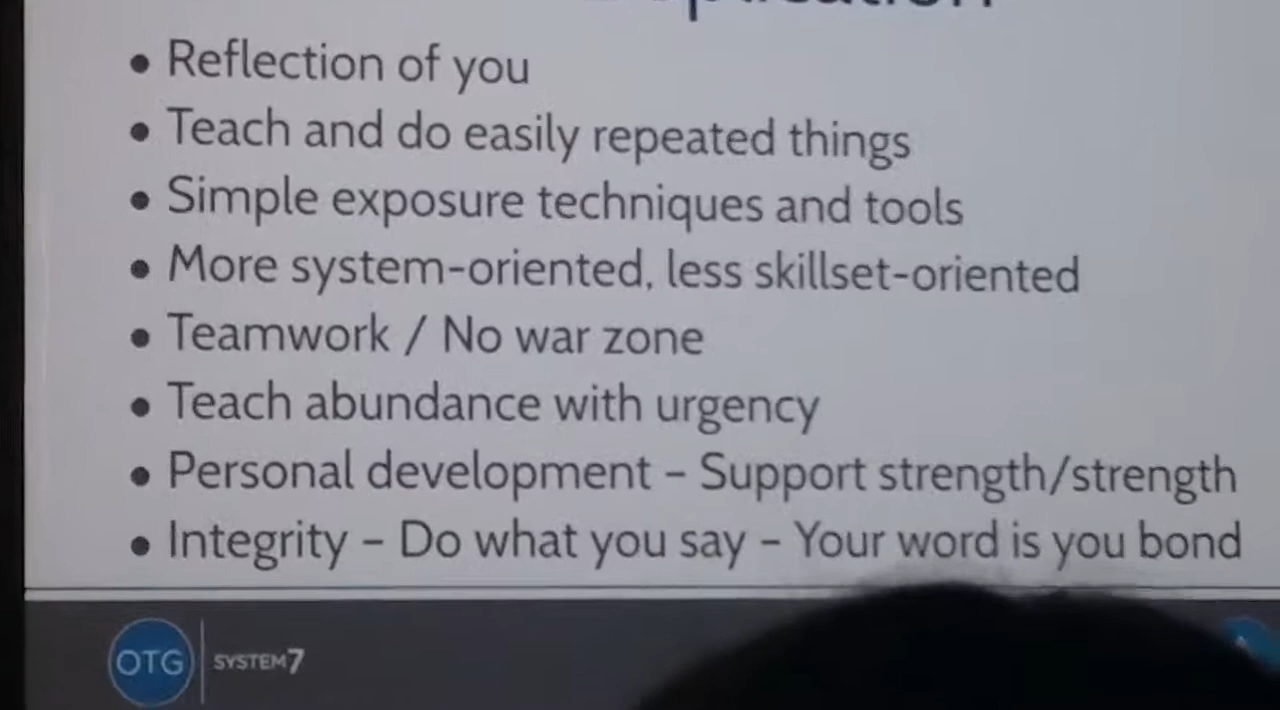 • Reflection of you
• Teach and do easily repeated things
• Simple exposure techniques and tools
• More system-oriented, less skillset-oriented
• Teamwork / No war zone
• Teach abundance with urgency
• Personal development – Support strength/strength
• Integrity – Do what you say – Your word is you bond
OTG SYSTEM7